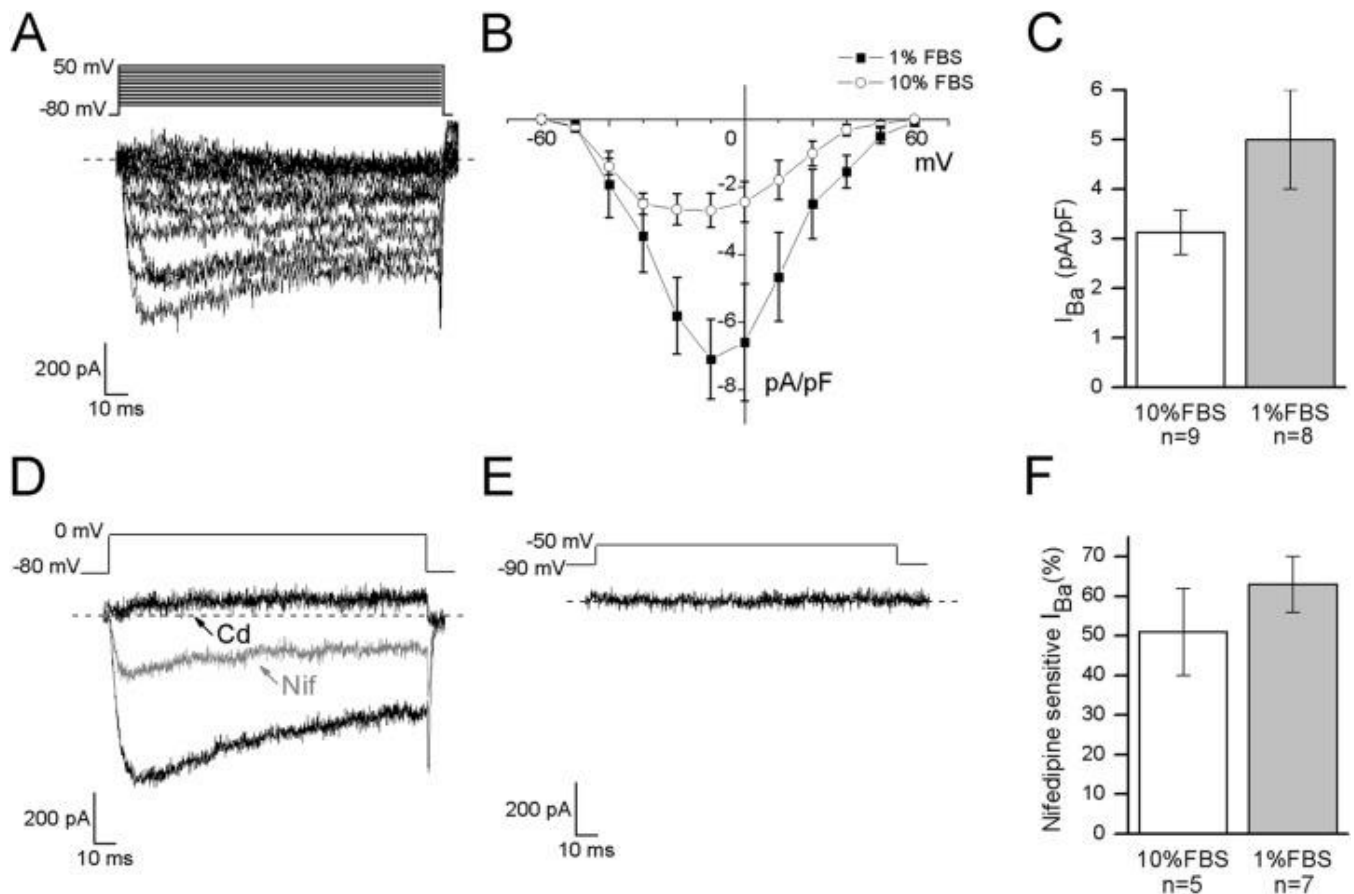 A
50 mV
-80 mV
200 pA
10 ms
B
1% FBS
10% FBS
-60
0
60
mV
-2
-4
-6
-8
pA/pF
C
I_Ba (pA/pF)
6
5
4
3
2
1
0
10%FBS
n=9
1%FBS
n=8
D
0 mV
-80 mV
Cd
Nif
200 pA
10 ms
E
-50 mV
-90 mV
200 pA
10 ms
F
Nifedipine sensitive I_Ba(%)
70
60
50
40
30
20
10
0
10%FBS
n=5
1%FBS
n=7